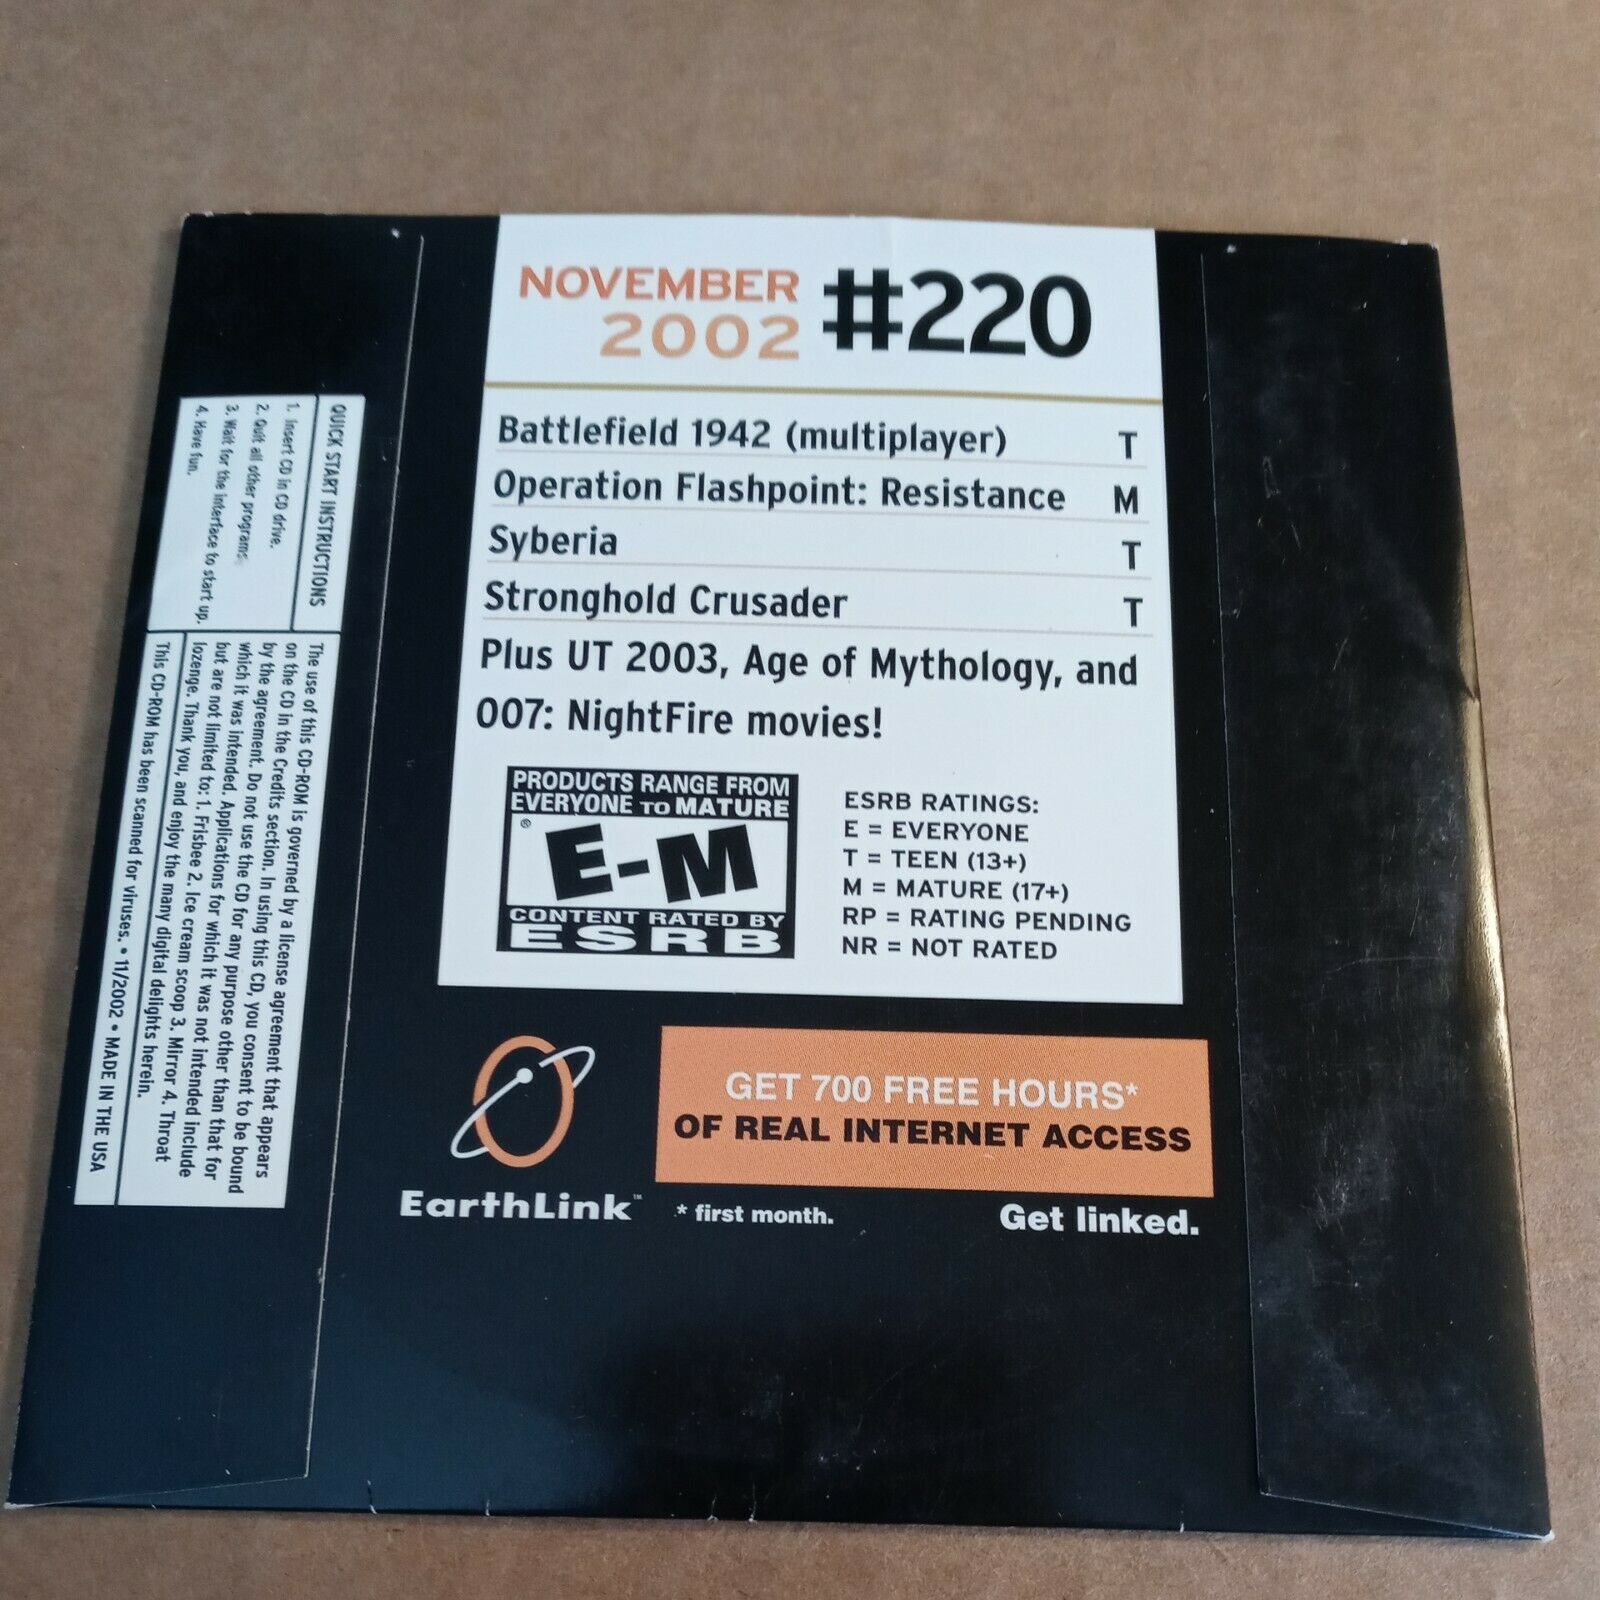 NOVEMBER
2002
#220
Battlefield 1942 (multiplayer) T
Operation Flashpoint: Resistance M
Syberia T
Stronghold Crusader T
Plus UT 2003, Age of Mythology, and
007: NightFire movies!
PRODUCTS RANGE FROM
EVERYONE TO MATURE
E-M
®
CONTENT RATED BY
ESRB
ESRB RATINGS:
E = EVERYONE
T = TEEN (13+)
M = MATURE (17+)
RP = RATING PENDING
NR = NOT RATED
EarthLink™
GET 700 FREE HOURS*
OF REAL INTERNET ACCESS
* first month.
Get linked.
QUICK START INSTRUCTIONS
1. Insert CD in CD drive.
2. Quit all other programs.
3. Wait for the interface to start up.
4. Have fun.
The use of this CD-ROM is governed by a license agreement that appears
on the CD in the Credits section. In using this CD, you consent to be bound
by the agreement. Do not use the CD for any purpose other than that for
which it was intended. Applications for which it was not intended include
but are not limited to: 1. Frisbee 2. Ice cream scoop 3. Mirror 4. Throat
lozenge. Thank you, and enjoy the many digital delights herein.
This CD-ROM has been scanned for viruses. • 11/2002 • MADE IN THE USA